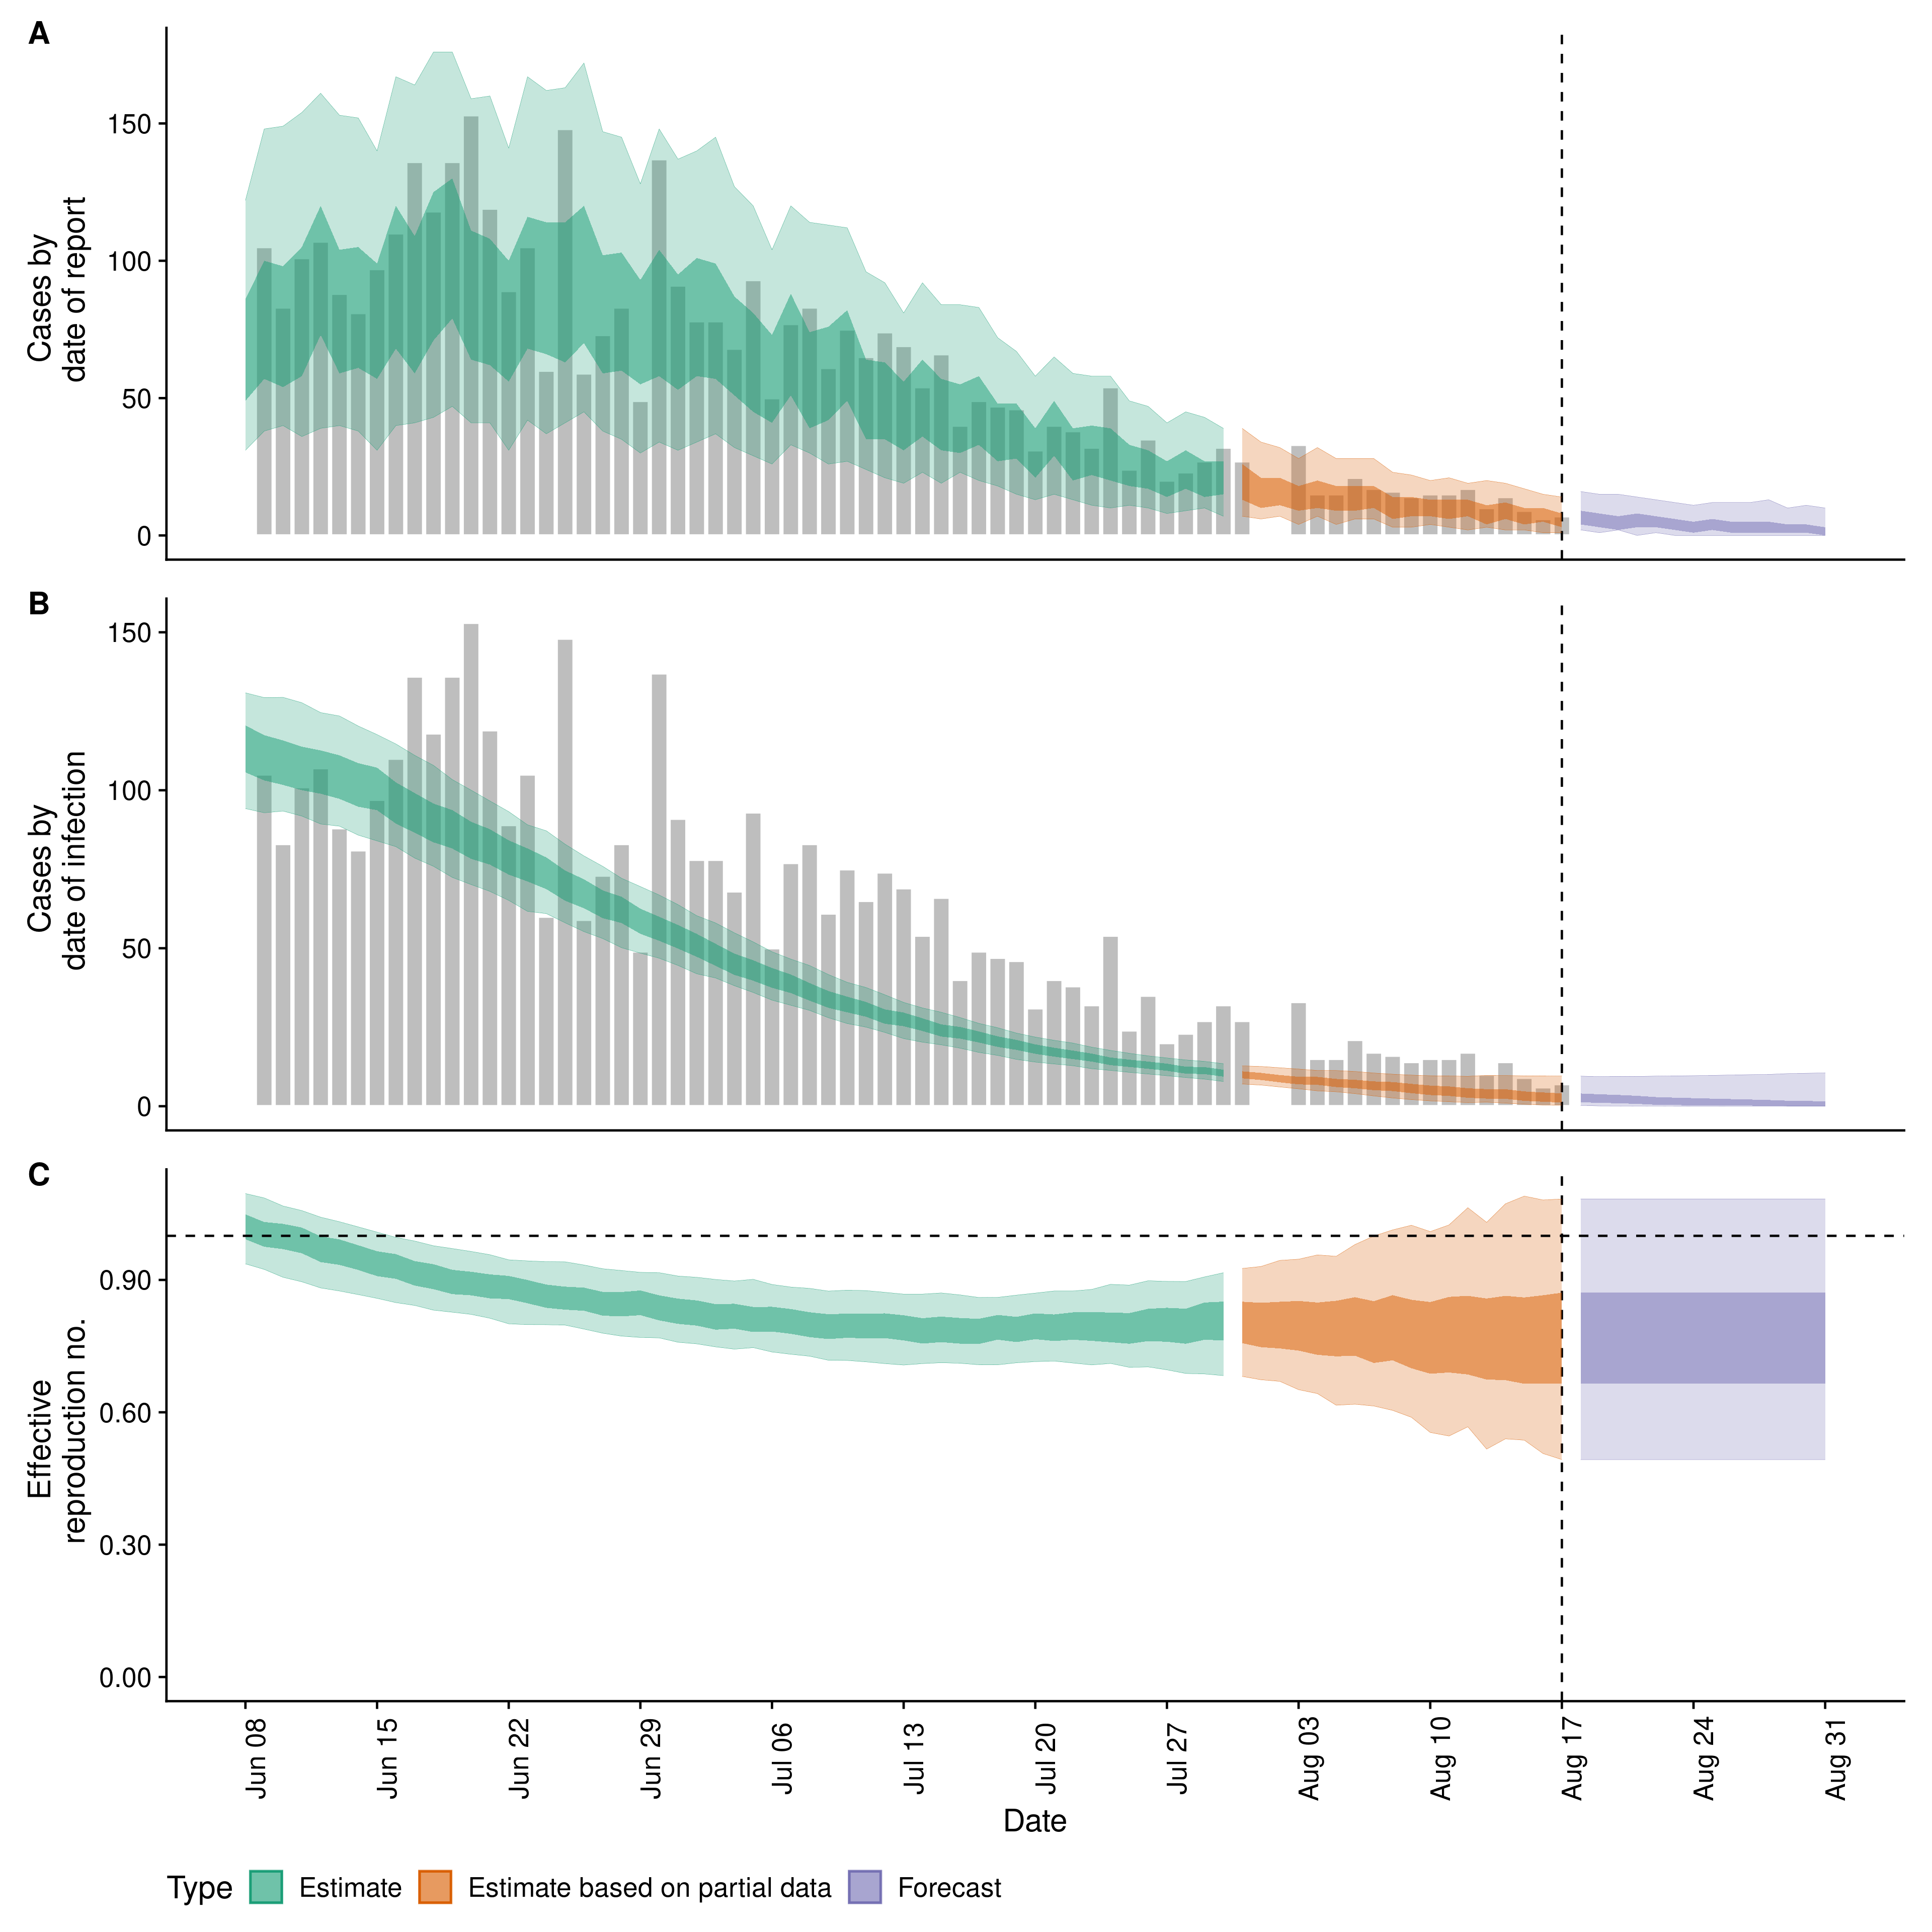 A
Cases by
date of report
150
100
50
0
B
Cases by
date of infection
150
100
50
0
C
Effective
reproduction no.
0.90
0.60
0.30
0.00
Jun 08
Jun 15
Jun 22
Jun 29
Jul 06
Jul 13
Jul 20
Jul 27
Aug 03
Aug 10
Aug 17
Aug 24
Aug 31
Date
Type Estimate Estimate based on partial data Forecast